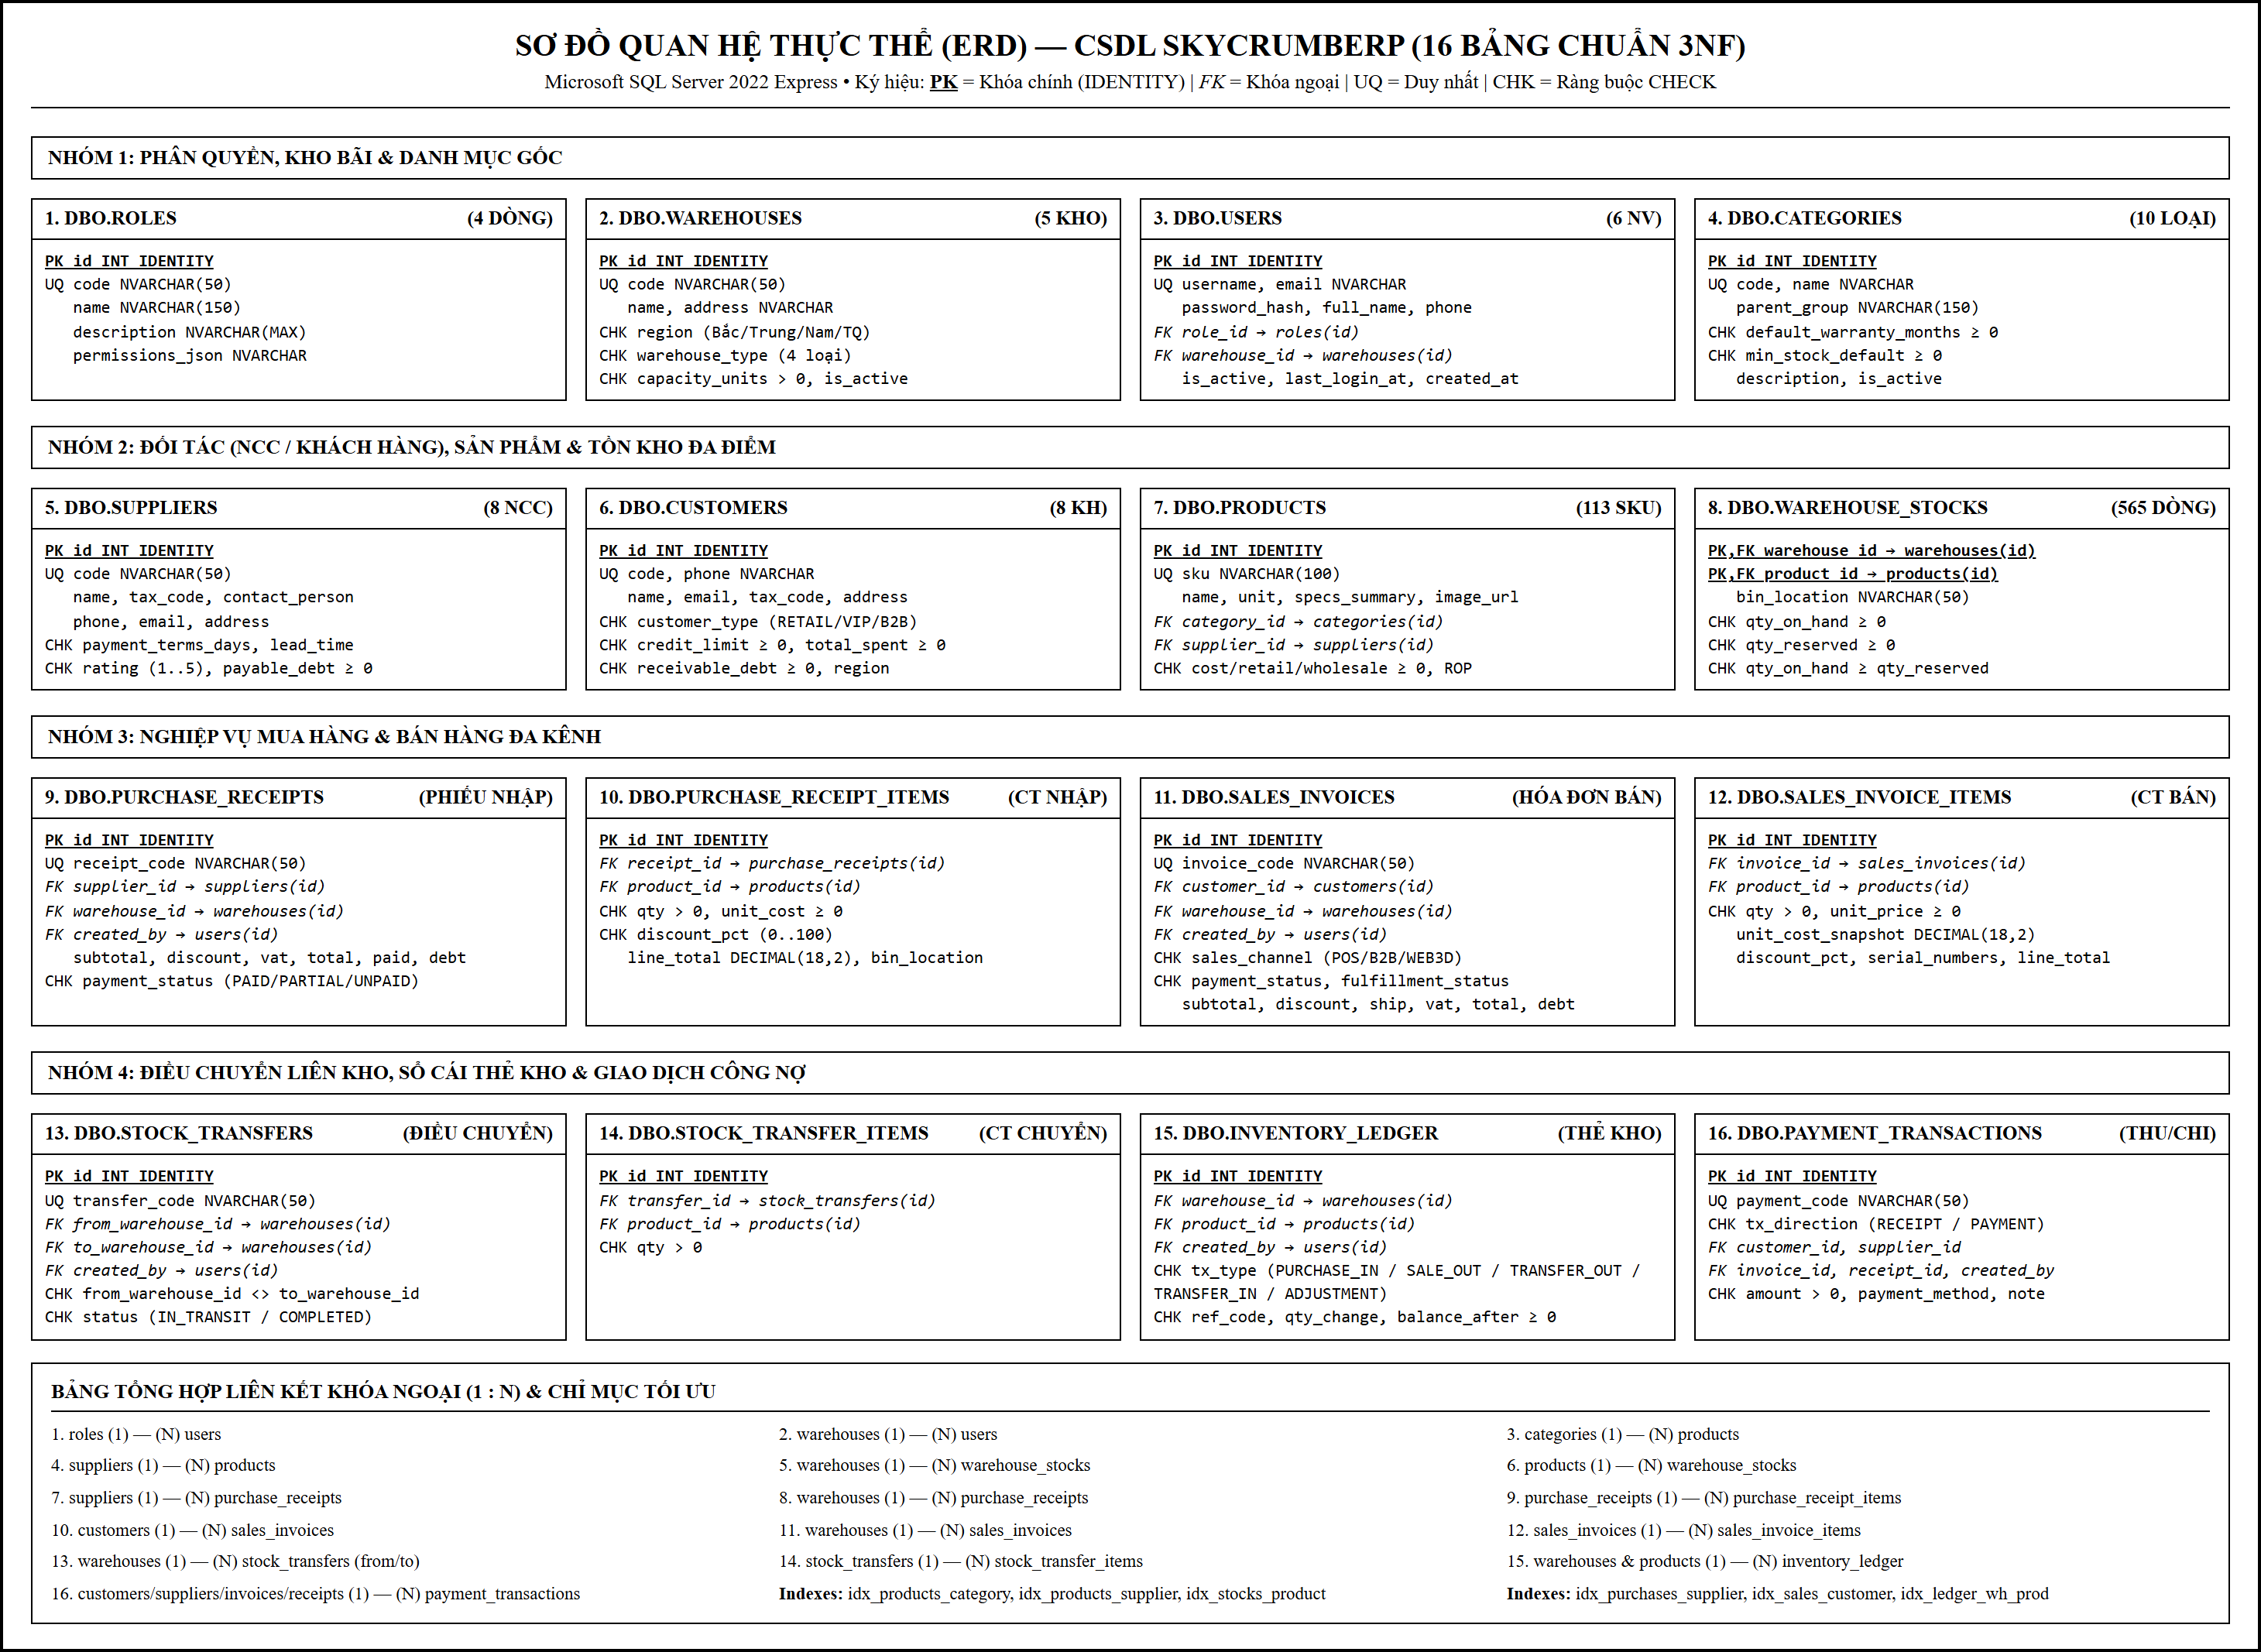 SƠ ĐỒ QUAN HỆ THỰC THỂ (ERD) — CSDL SKYCRUMBERP (16 BẢNG CHUẨN 3NF)
Microsoft SQL Server 2022 Express • Ký hiệu: PK = Khóa chính (IDENTITY) | FK = Khóa ngoại | UQ = Duy nhất | CHK = Ràng buộc CHECK
NHÓM 1: PHÂN QUYỀN, KHO BÃI & DANH MỤC GỐC
1. DBO.ROLES (4 DÒNG)
PK id INT IDENTITY
UQ code NVARCHAR(50)
name NVARCHAR(150)
description NVARCHAR(MAX)
permissions_json NVARCHAR
2. DBO.WAREHOUSES (5 KHO)
PK id INT IDENTITY
UQ code NVARCHAR(50)
name, address NVARCHAR
CHK region (Bắc/Trung/Nam/TQ)
CHK warehouse_type (4 loại)
CHK capacity_units > 0, is_active
3. DBO.USERS (6 NV)
PK id INT IDENTITY
UQ username, email NVARCHAR
password_hash, full_name, phone
FK role_id → roles(id)
FK warehouse_id → warehouses(id)
is_active, last_login_at, created_at
4. DBO.CATEGORIES (10 LOẠI)
PK id INT IDENTITY
UQ code, name NVARCHAR
parent_group NVARCHAR(150)
CHK default_warranty_months ≥ 0
CHK min_stock_default ≥ 0
description, is_active
NHÓM 2: ĐỐI TÁC (NCC / KHÁCH HÀNG), SẢN PHẨM & TỒN KHO ĐA ĐIỂM
5. DBO.SUPPLIERS (8 NCC)
PK id INT IDENTITY
UQ code NVARCHAR(50)
name, tax_code, contact_person
phone, email, address
CHK payment_terms_days, lead_time
CHK rating (1..5), payable_debt ≥ 0
6. DBO.CUSTOMERS (8 KH)
PK id INT IDENTITY
UQ code, phone NVARCHAR
name, email, tax_code, address
CHK customer_type (RETAIL/VIP/B2B)
CHK credit_limit ≥ 0, total_spent ≥ 0
CHK receivable_debt ≥ 0, region
7. DBO.PRODUCTS (113 SKU)
PK id INT IDENTITY
UQ sku NVARCHAR(100)
name, unit, specs_summary, image_url
FK category_id → categories(id)
FK supplier_id → suppliers(id)
CHK cost/retail/wholesale ≥ 0, ROP
8. DBO.WAREHOUSE_STOCKS (565 DÒNG)
PK,FK warehouse_id → warehouses(id)
PK,FK product_id → products(id)
bin_location NVARCHAR(50)
CHK qty_on_hand ≥ 0
CHK qty_reserved ≥ 0
CHK qty_on_hand ≥ qty_reserved
NHÓM 3: NGHIỆP VỤ MUA HÀNG & BÁN HÀNG ĐA KÊNH
9. DBO.PURCHASE_RECEIPTS (PHIẾU NHẬP)
PK id INT IDENTITY
UQ receipt_code NVARCHAR(50)
FK supplier_id → suppliers(id)
FK warehouse_id → warehouses(id)
FK created_by → users(id)
subtotal, discount, vat, total, paid, debt
CHK payment_status (PAID/PARTIAL/UNPAID)
10. DBO.PURCHASE_RECEIPT_ITEMS (CT NHẬP)
PK id INT IDENTITY
FK receipt_id → purchase_receipts(id)
FK product_id → products(id)
CHK qty > 0, unit_cost ≥ 0
CHK discount_pct (0..100)
line_total DECIMAL(18,2), bin_location
11. DBO.SALES_INVOICES (HÓA ĐƠN BÁN)
PK id INT IDENTITY
UQ invoice_code NVARCHAR(50)
FK customer_id → customers(id)
FK warehouse_id → warehouses(id)
FK created_by → users(id)
CHK sales_channel (POS/B2B/WEB3D)
CHK payment_status, fulfillment_status
subtotal, discount, ship, vat, total, debt
12. DBO.SALES_INVOICE_ITEMS (CT BÁN)
PK id INT IDENTITY
FK invoice_id → sales_invoices(id)
FK product_id → products(id)
CHK qty > 0, unit_price ≥ 0
unit_cost_snapshot DECIMAL(18,2)
discount_pct, serial_numbers, line_total
NHÓM 4: ĐIỀU CHUYỂN LIÊN KHO, SỔ CÁI THẺ KHO & GIAO DỊCH CÔNG NỢ
13. DBO.STOCK_TRANSFERS (ĐIỀU CHUYỂN)
PK id INT IDENTITY
UQ transfer_code NVARCHAR(50)
FK from_warehouse_id → warehouses(id)
FK to_warehouse_id → warehouses(id)
FK created_by → users(id)
CHK from_warehouse_id <> to_warehouse_id
CHK status (IN_TRANSIT / COMPLETED)
14. DBO.STOCK_TRANSFER_ITEMS (CT CHUYỂN)
PK id INT IDENTITY
FK transfer_id → stock_transfers(id)
FK product_id → products(id)
CHK qty > 0
15. DBO.INVENTORY_LEDGER (THẺ KHO)
PK id INT IDENTITY
FK warehouse_id → warehouses(id)
FK product_id → products(id)
FK created_by → users(id)
CHK tx_type (PURCHASE_IN / SALE_OUT / TRANSFER_OUT /
TRANSFER_IN / ADJUSTMENT)
CHK ref_code, qty_change, balance_after ≥ 0
16. DBO.PAYMENT_TRANSACTIONS (THU/CHI)
PK id INT IDENTITY
UQ payment_code NVARCHAR(50)
CHK tx_direction (RECEIPT / PAYMENT)
FK customer_id, supplier_id
FK invoice_id, receipt_id, created_by
CHK amount > 0, payment_method, note
BẢNG TỔNG HỢP LIÊN KẾT KHÓA NGOẠI (1 : N) & CHỈ MỤC TỐI ƯU
1. roles (1) — (N) users
2. warehouses (1) — (N) users
3. categories (1) — (N) products
4. suppliers (1) — (N) products
5. warehouses (1) — (N) warehouse_stocks
6. products (1) — (N) warehouse_stocks
7. suppliers (1) — (N) purchase_receipts
8. warehouses (1) — (N) purchase_receipts
9. purchase_receipts (1) — (N) purchase_receipt_items
10. customers (1) — (N) sales_invoices
11. warehouses (1) — (N) sales_invoices
12. sales_invoices (1) — (N) sales_invoice_items
13. warehouses (1) — (N) stock_transfers (from/to)
14. stock_transfers (1) — (N) stock_transfer_items
15. warehouses & products (1) — (N) inventory_ledger
16. customers/suppliers/invoices/receipts (1) — (N) payment_transactions
Indexes: idx_products_category, idx_products_supplier, idx_stocks_product
Indexes: idx_purchases_supplier, idx_sales_customer, idx_ledger_wh_prod